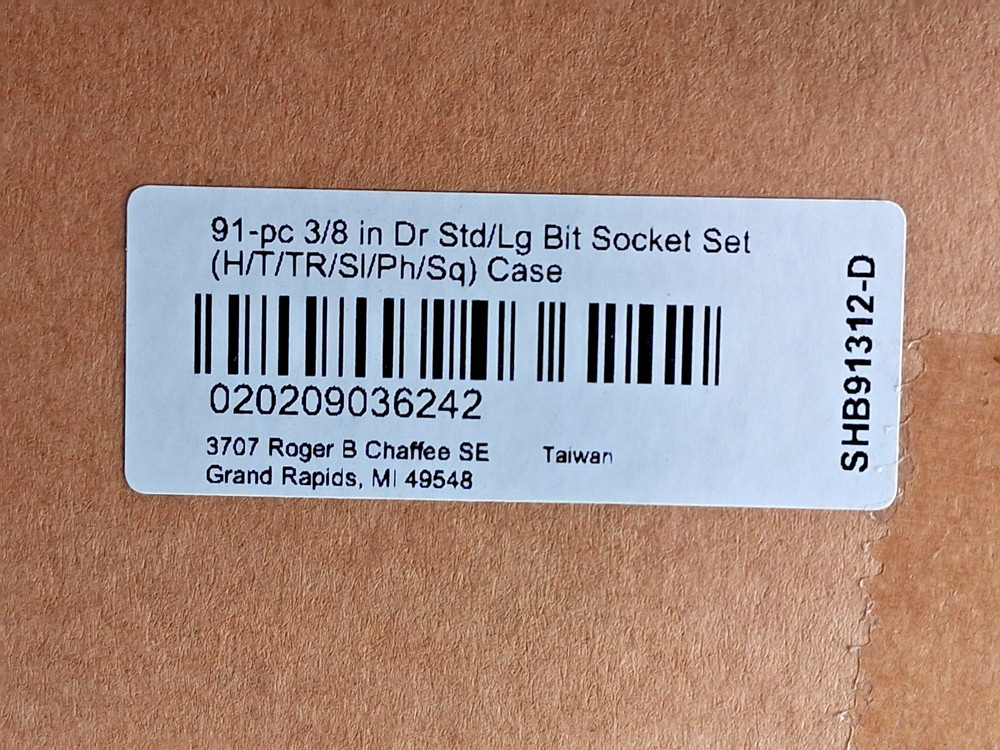 91-pc 3/8 in Dr Std/Lg Bit Socket Set
(H/T/TR/Sl/Ph/Sq) Case
020209036242
3707 Roger B Chaffee SE
Grand Rapids, MI 49548
Taiwan
SHB91312-D